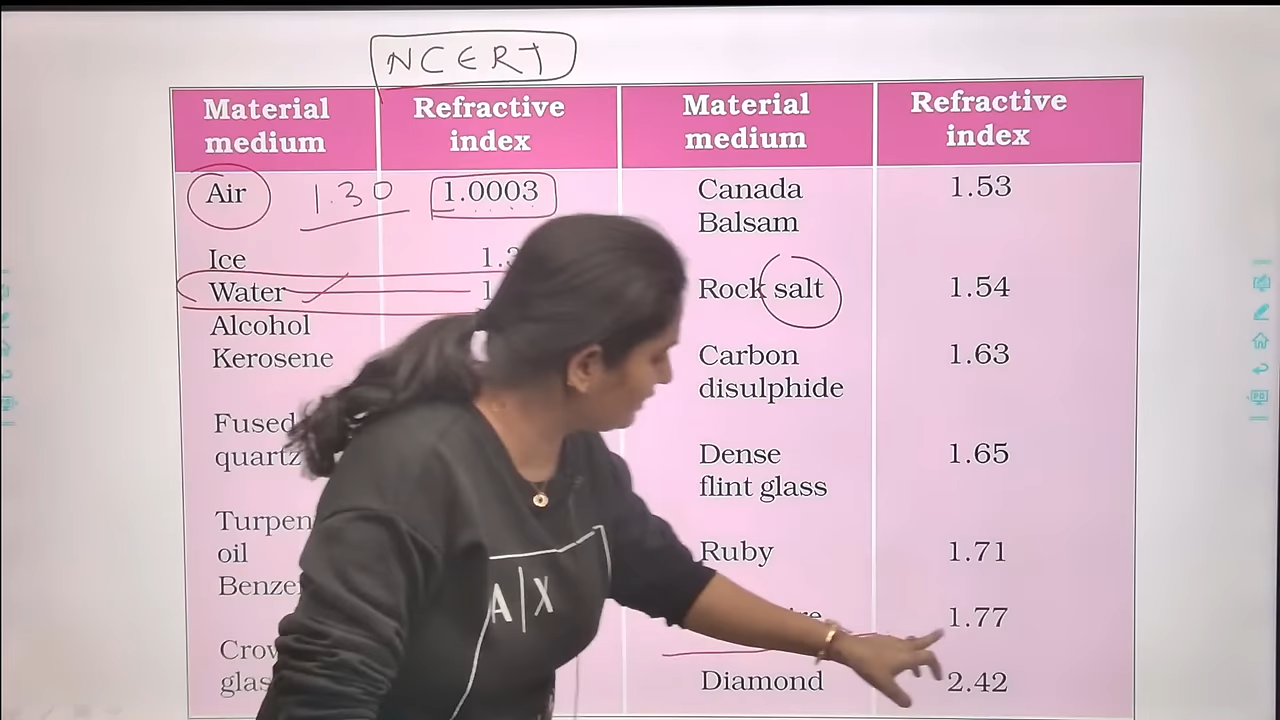 NCERT
Material medium
Refractive index
Material medium
Refractive index
Air 1.30 1.0003
Ice
Water
Alcohol
Kerosene
Fused quartz
oil
Canada Balsam 1.53
Rock salt 1.54
Carbon disulphide 1.63
Dense flint glass 1.65
Ruby 1.71
1.77
Diamond 2.42
A|X